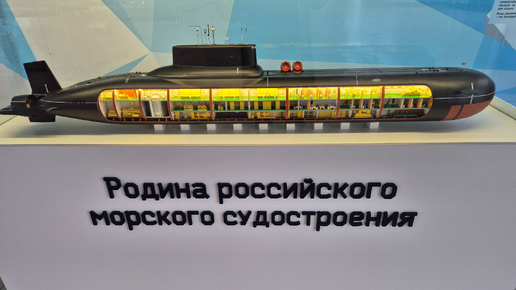 Родина российского
морского судостроения